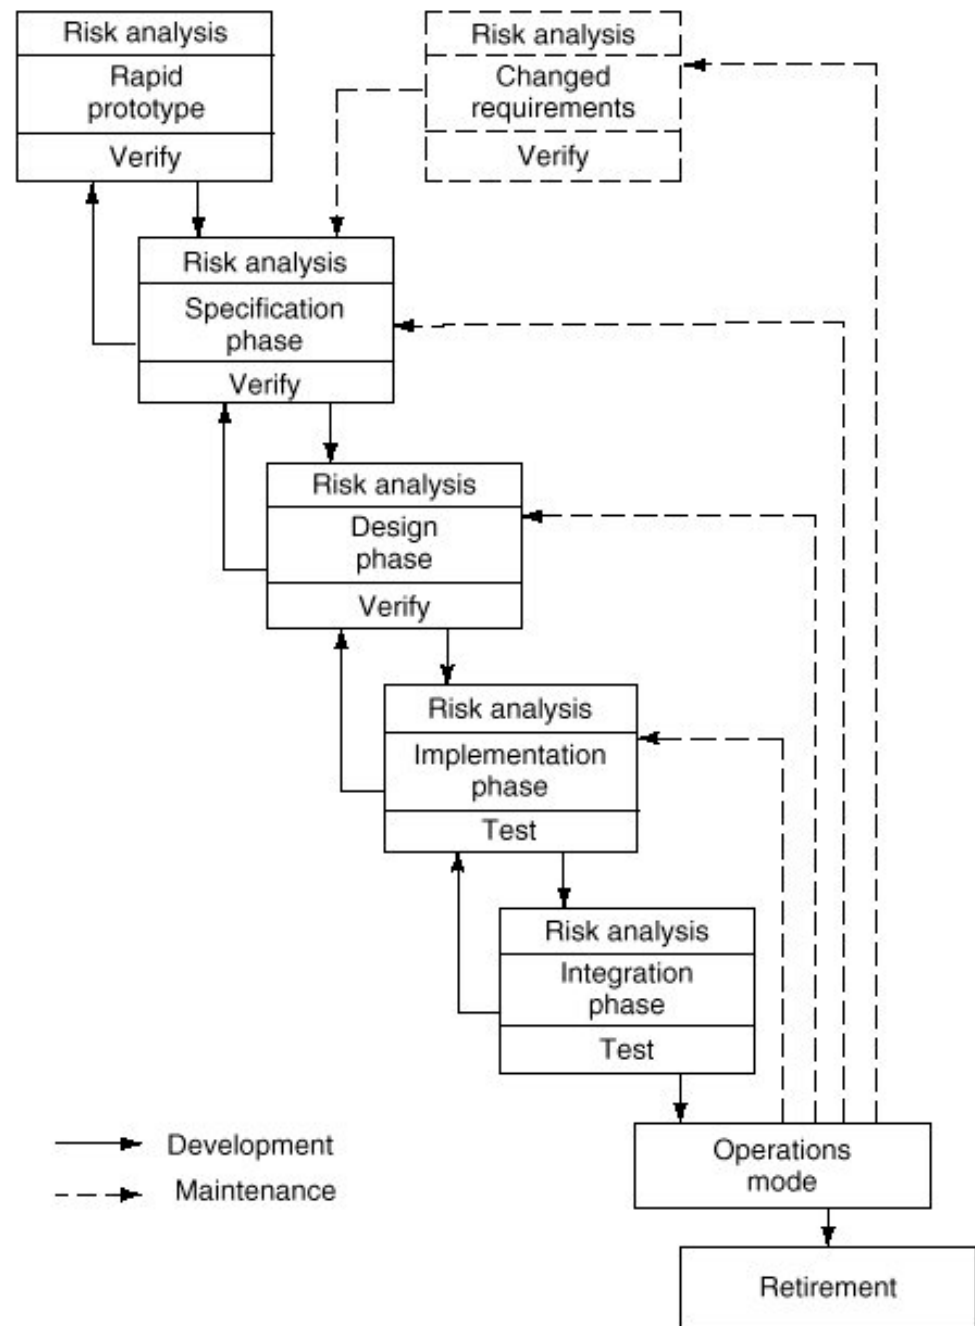 Risk analysis
Rapid
prototype
Verify
Risk analysis
Changed
requirements
Verify
Risk analysis
Specification
phase
Verify
Risk analysis
Design
phase
Verify
Risk analysis
Implementation
phase
Test
Risk analysis
Integration
phase
Test
Development
Maintenance
Operations
mode
Retirement